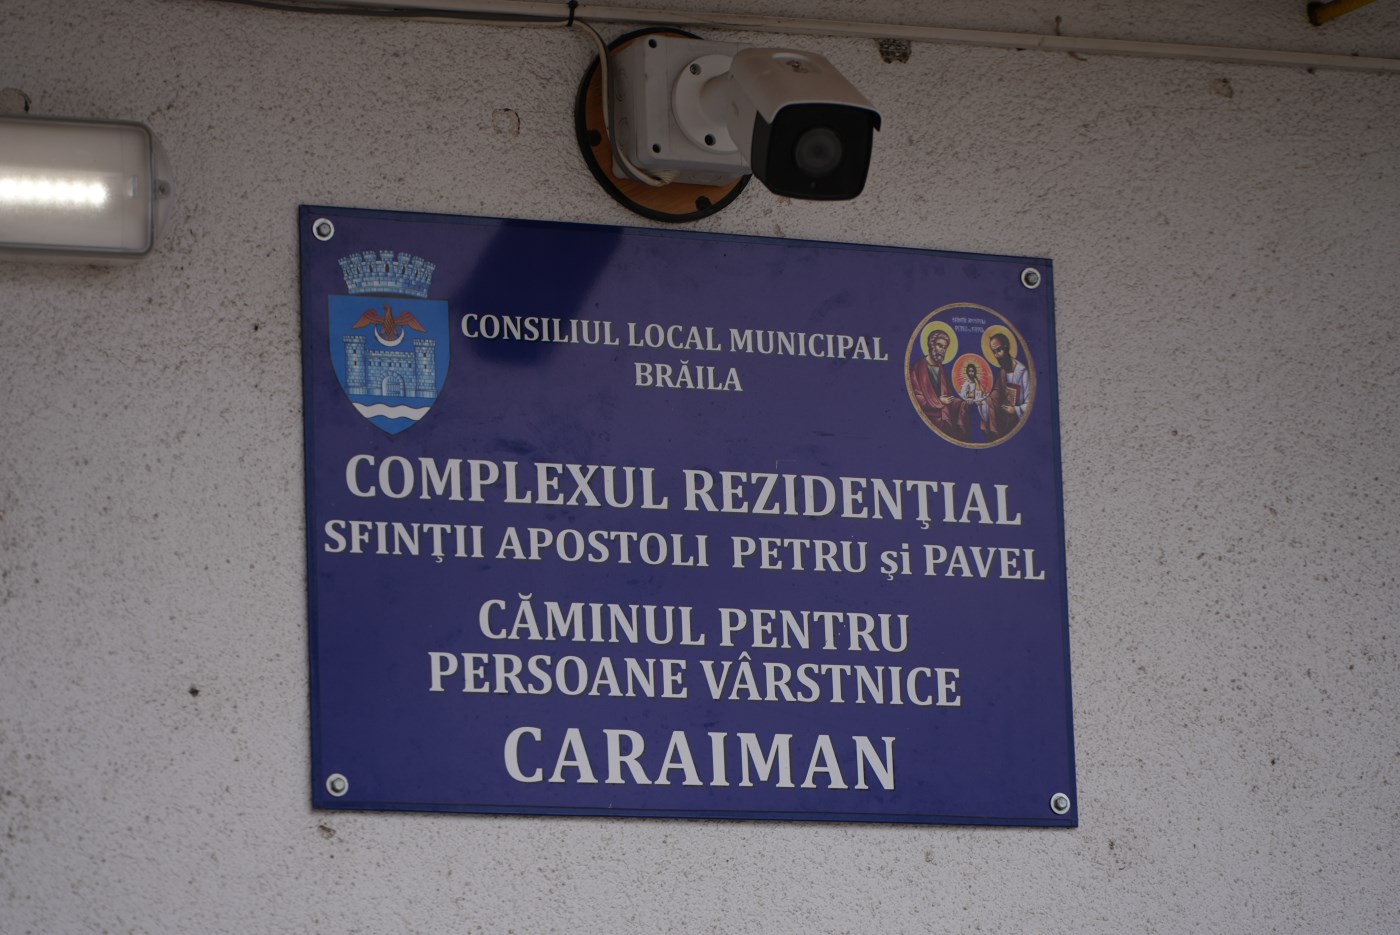 CONSILIUL LOCAL MUNICIPAL
BRĂILA
COMPLEXUL REZIDENŢIAL
SFINŢII APOSTOLI PETRU şi PAVEL
CĂMINUL PENTRU
PERSOANE VÂRSTNICE
CARAIMAN